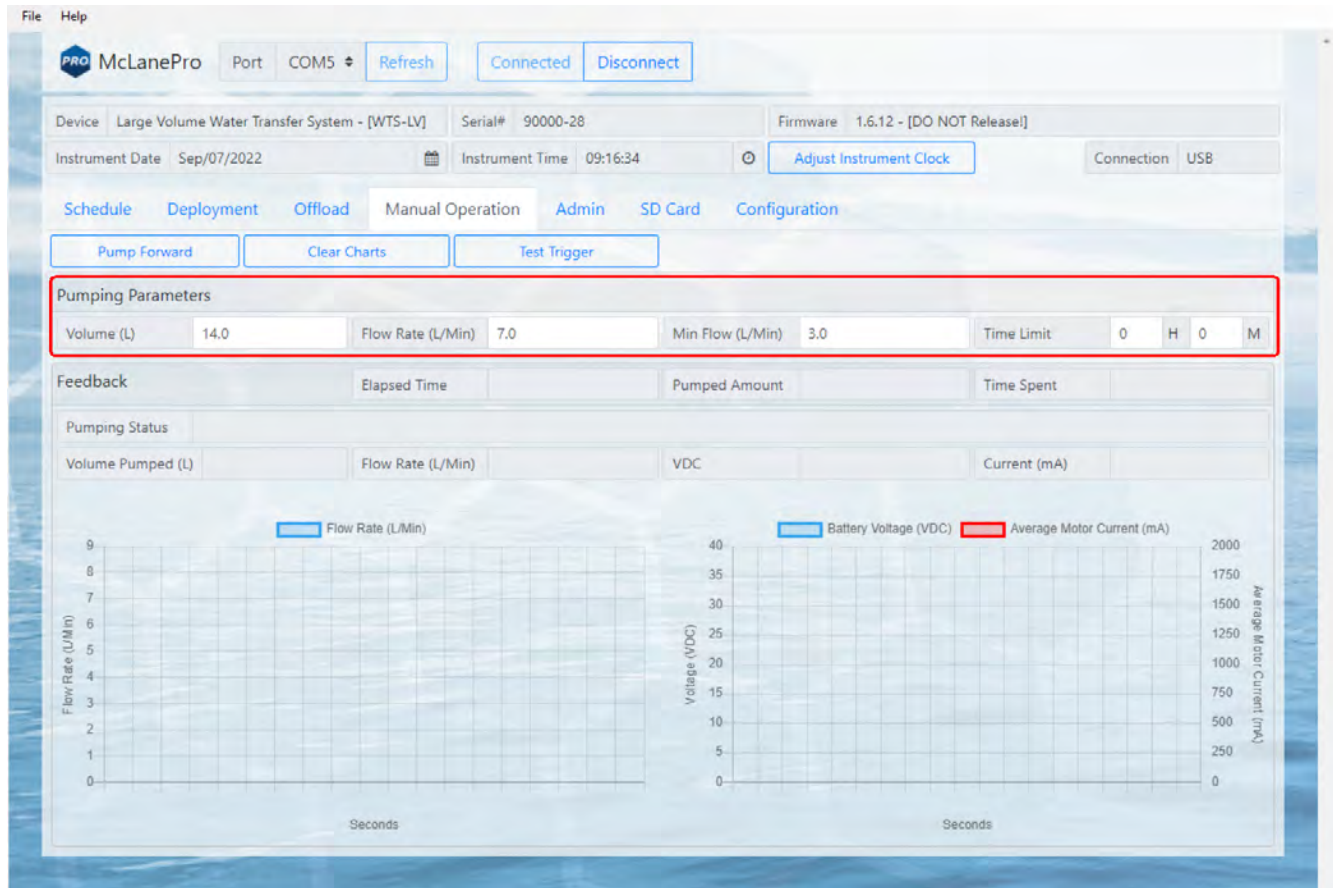 File Help
PRO McLanePro Port COM5 Refresh Connected Disconnect
Device Large Volume Water Transfer System - [WTS-LV] Serial# 90000-28 Firmware 1.6.12 - [DO NOT Release!]
Instrument Date Sep/07/2022 Instrument Time 09:16:34 Adjust Instrument Clock Connection USB
Schedule Deployment Offload Manual Operation Admin SD Card Configuration
Pump Forward Clear Charts Test Trigger
Pumping Parameters
Volume (L) 14.0 Flow Rate (L/Min) 7.0 Min Flow (L/Min) 3.0 Time Limit 0 H 0 M
Feedback Elapsed Time Pumped Amount Time Spent
Pumping Status
Volume Pumped (L) Flow Rate (L/Min) VDC Current (mA)
Flow Rate (L/Min)
9
8
7
6
5
4
3
2
1
0
Flow Rate (L/Min)
Seconds
Battery Voltage (VDC) Average Motor Current (mA)
40 2000
35 1750
30 1500
25 1250
20 1000
15 750
10 500
5 250
0 0
Voltage (VDC)
Average Motor Current (mA)
Seconds